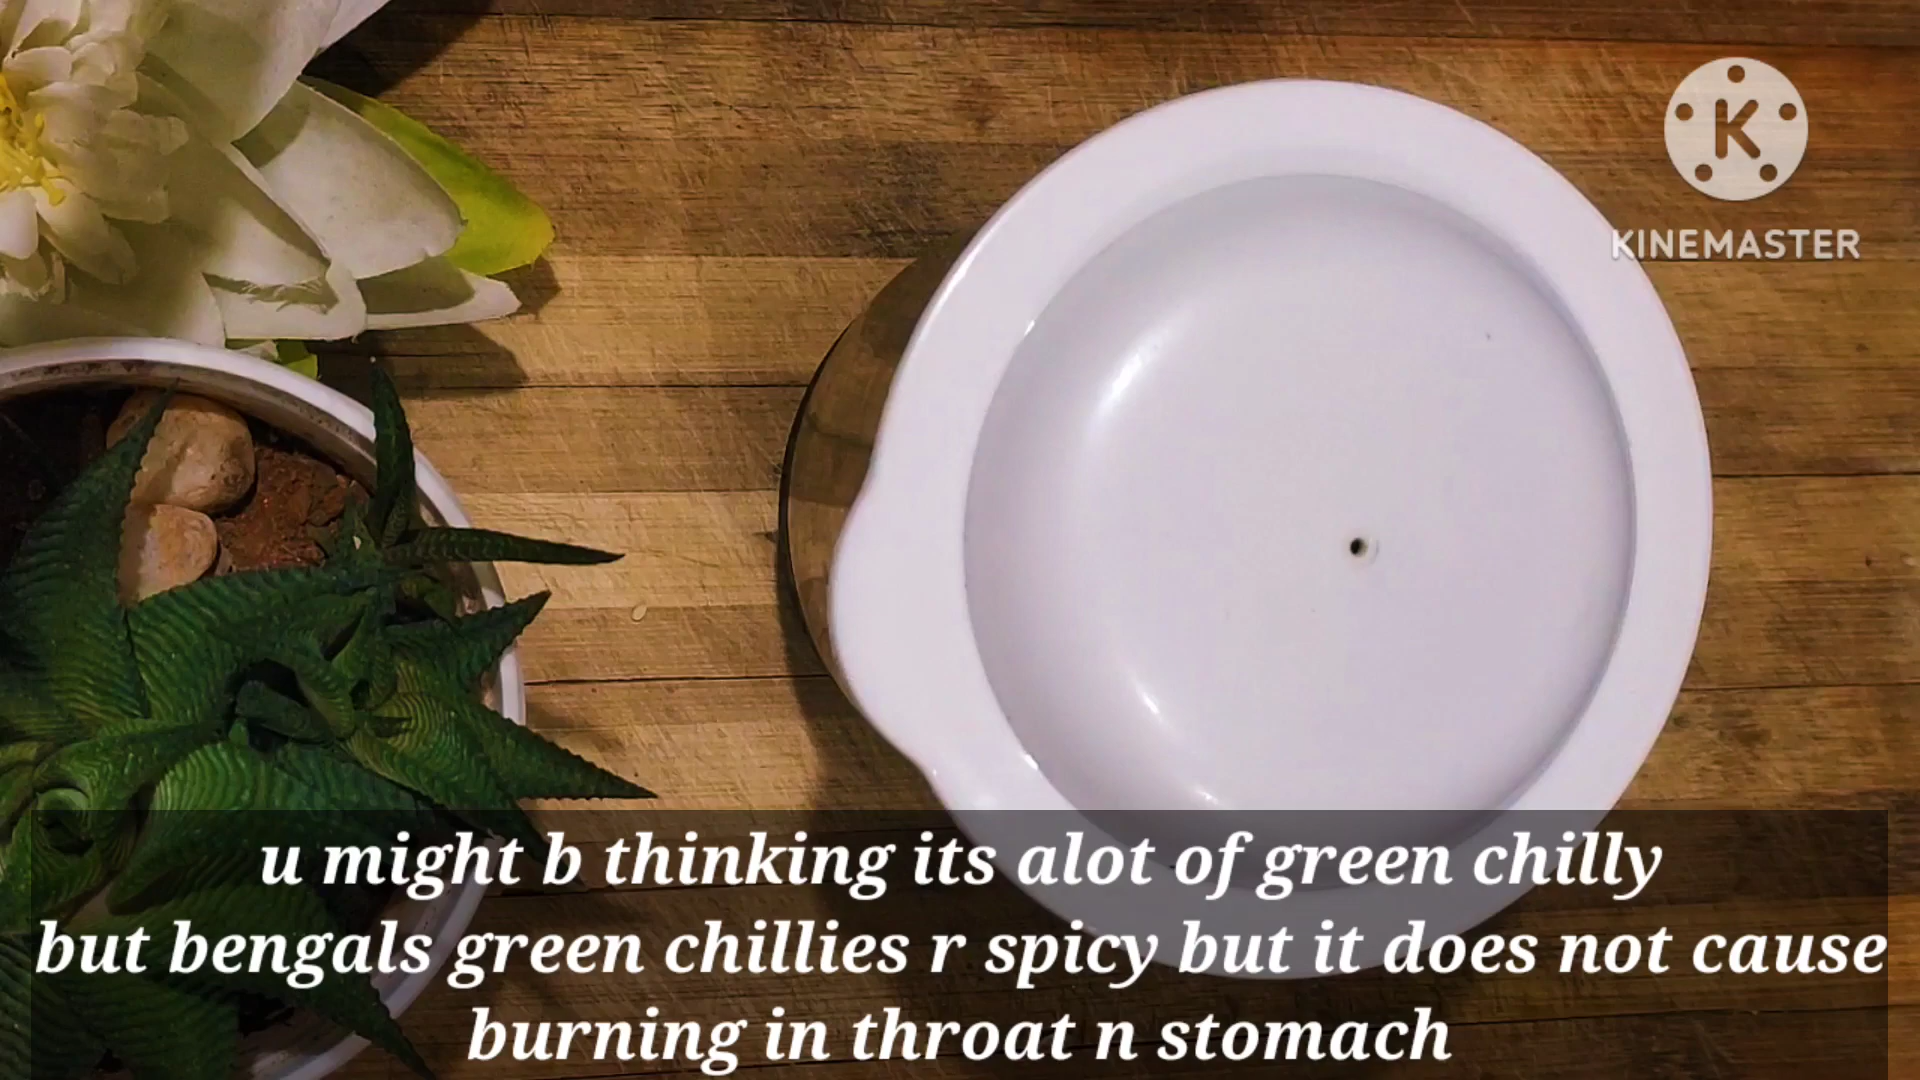 K
KINEMASTER
u might b thinking its alot of green chilly
but bengals green chillies r spicy but it does not cause
burning in throat n stomach